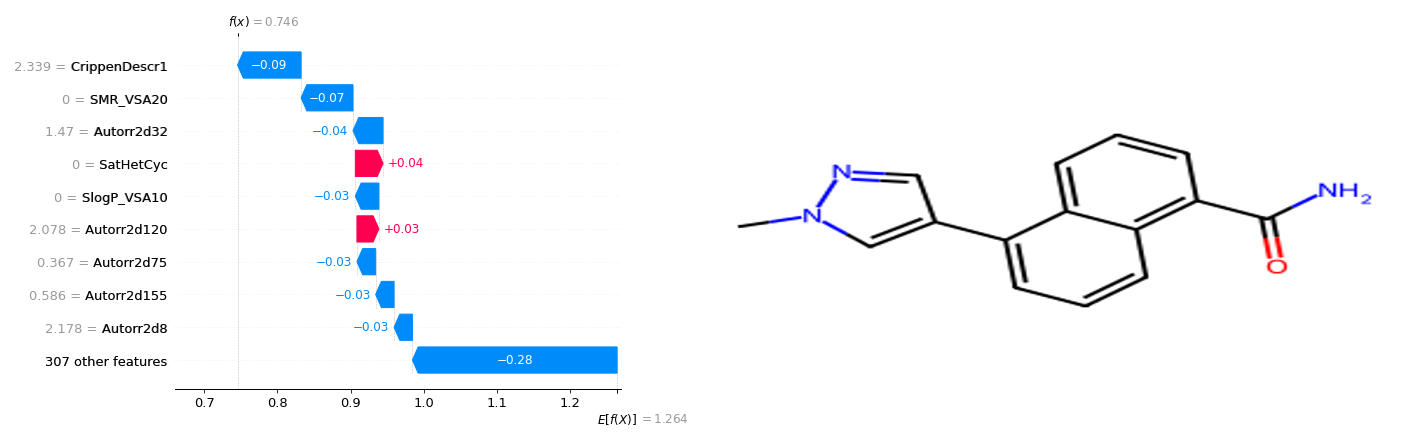 f(x) = 0.746
2.339 = CrippenDescr1
−0.09
0 = SMR_VSA20
−0.07
1.47 = Autorr2d32
−0.04
0 = SatHetCyc
+0.04
0 = SlogP_VSA10
−0.03
2.078 = Autorr2d120
+0.03
0.367 = Autorr2d75
−0.03
0.586 = Autorr2d155
−0.03
2.178 = Autorr2d8
−0.03
307 other features
−0.28
0.7 0.8 0.9 1.0 1.1 1.2
E[f(X)] = 1.264
N
N
NH2
O